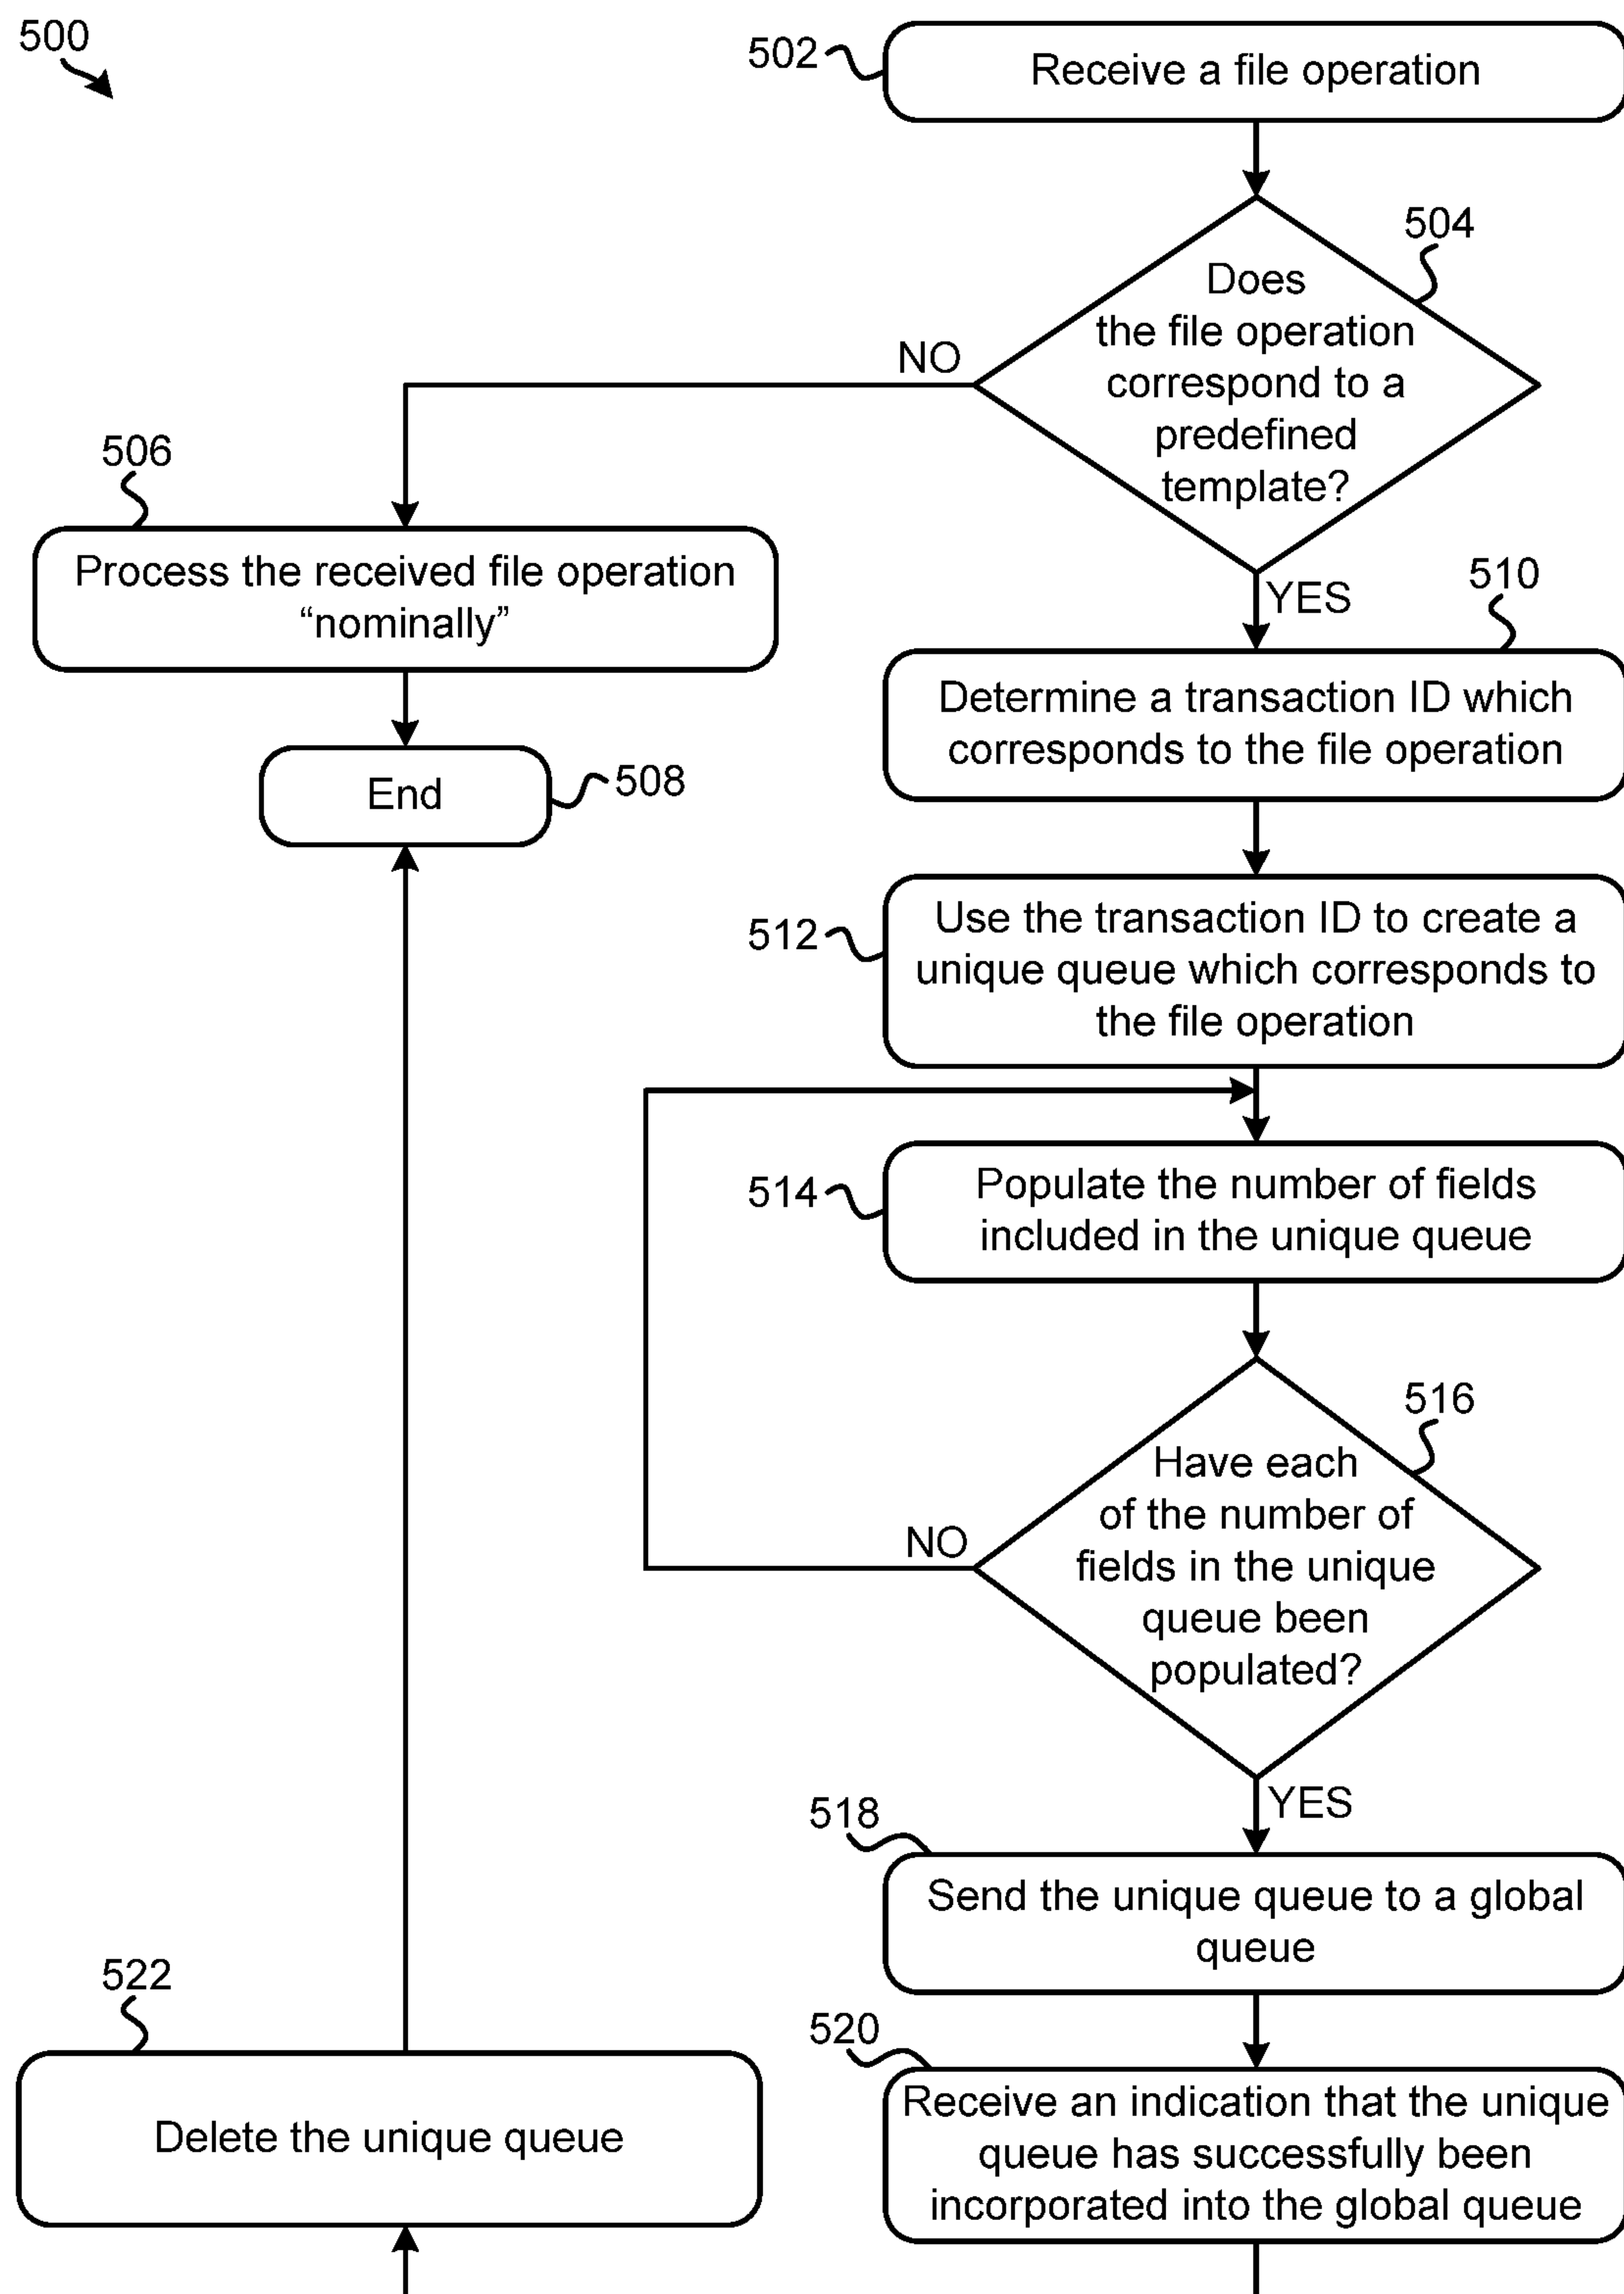 500
502
Receive a file operation
504
Does
the file operation
correspond to a
predefined
template?
NO
YES
506
Process the received file operation
“nominally”
End
508
510
Determine a transaction ID which
corresponds to the file operation
512
Use the transaction ID to create a
unique queue which corresponds to
the file operation
514
Populate the number of fields
included in the unique queue
516
Have each
of the number of
fields in the unique
queue been
populated?
NO
YES
518
Send the unique queue to a global
queue
520
Receive an indication that the unique
queue has successfully been
incorporated into the global queue
522
Delete the unique queue